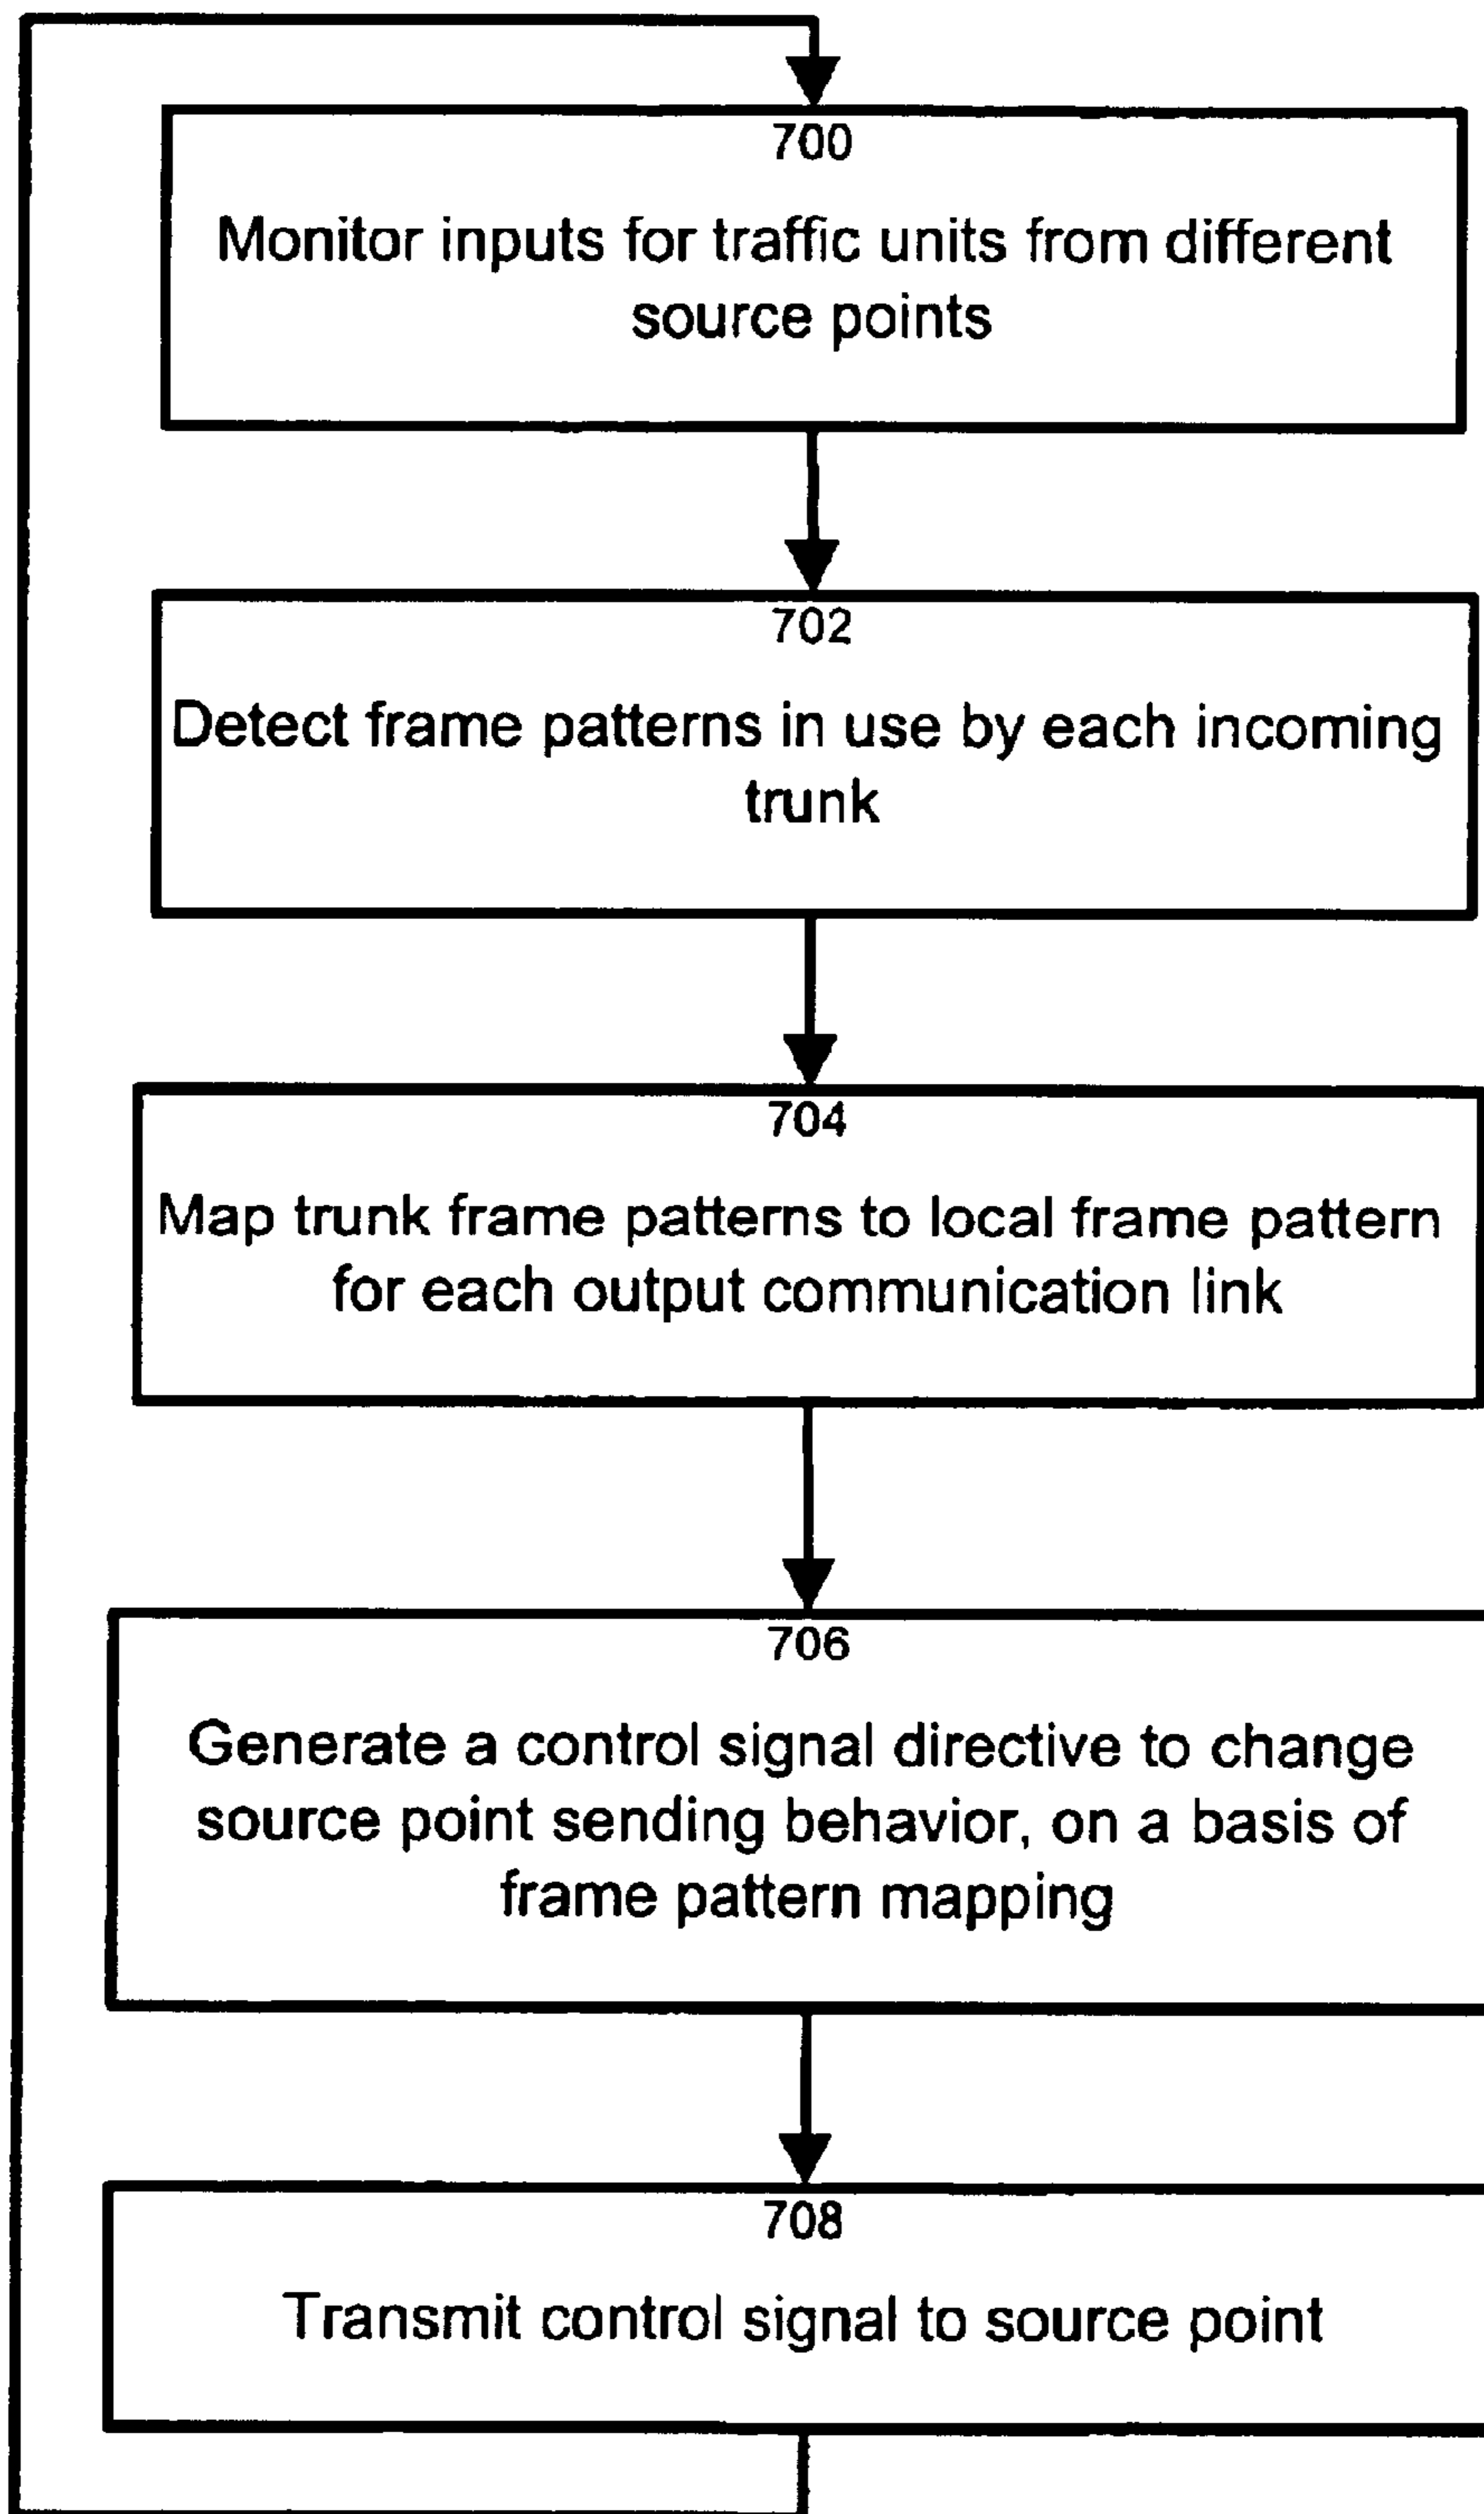 700
Monitor inputs for traffic units from different
source points
702
Detect frame patterns in use by each incoming
trunk
704
Map trunk frame patterns to local frame pattern
for each output communication link
706
Generate a control signal directive to change
source point sending behavior, on a basis of
frame pattern mapping
708
Transmit control signal to source point